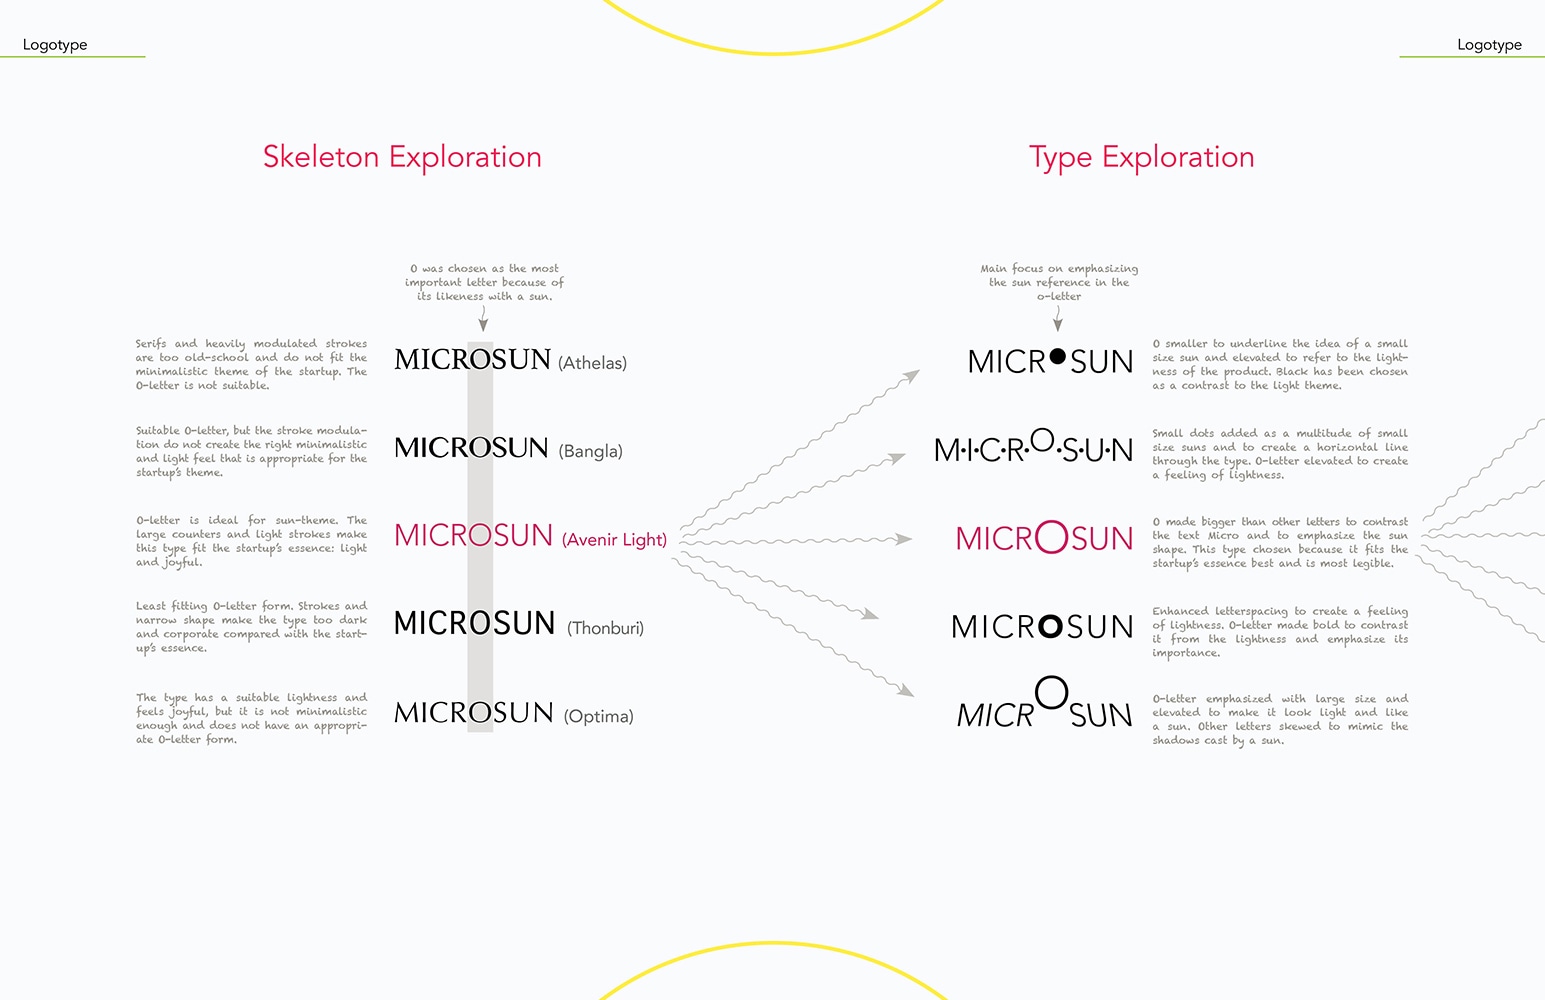 Logotype
Logotype
Skeleton Exploration
O was chosen as the most
important letter because of
its likeness with a sun.
Serifs and heavily modulated strokes
are too old-school and do not fit the
minimalistic theme of the startup. The
O-letter is not suitable.
MICROSUN (Athelas)
Suitable O-letter, but the stroke modula-
tion do not create the right minimalistic
and light feel that is appropriate for the
startup's theme.
MICROSUN (Bangla)
O-letter is ideal for sun-theme. The
large counters and light strokes make
this type fit the startup's essence: light
and joyful.
MICROSUN (Avenir Light)
Least fitting O-letter form. Strokes and
narrow shape make the type too dark
and corporate compared with the start-
up's essence.
MICROSUN (Thonburi)
The type has a suitable lightness and
feels joyful, but it is not minimalistic
enough and does not have an appropri-
ate O-letter form.
MICROSUN (Optima)
Type Exploration
Main focus on emphasizing
the sun reference in the
o-letter
MICR●SUN
O smaller to underline the idea of a small
size sun and elevated to refer to the light-
ness of the product. Black has been chosen
as a contrast to the light theme.
M·I·C·R·O·S·U·N
Small dots added as a multitude of small
size suns and to create a horizontal line
through the type. O-letter elevated to create
a feeling of lightness.
MICROSUN
O made bigger than other letters to contrast
the text Micro and to emphasize the sun
shape. This type chosen because it fits the
startup's essence best and is most legible.
MICROSUN
Enhanced letterspacing to create a feeling
of lightness. O-letter made bold to contrast
it from the lightness and emphasize its
importance.
MICROSUN
O-letter emphasized with large size and
elevated to make it look light and like
a sun. Other letters skewed to mimic the
shadows cast by a sun.